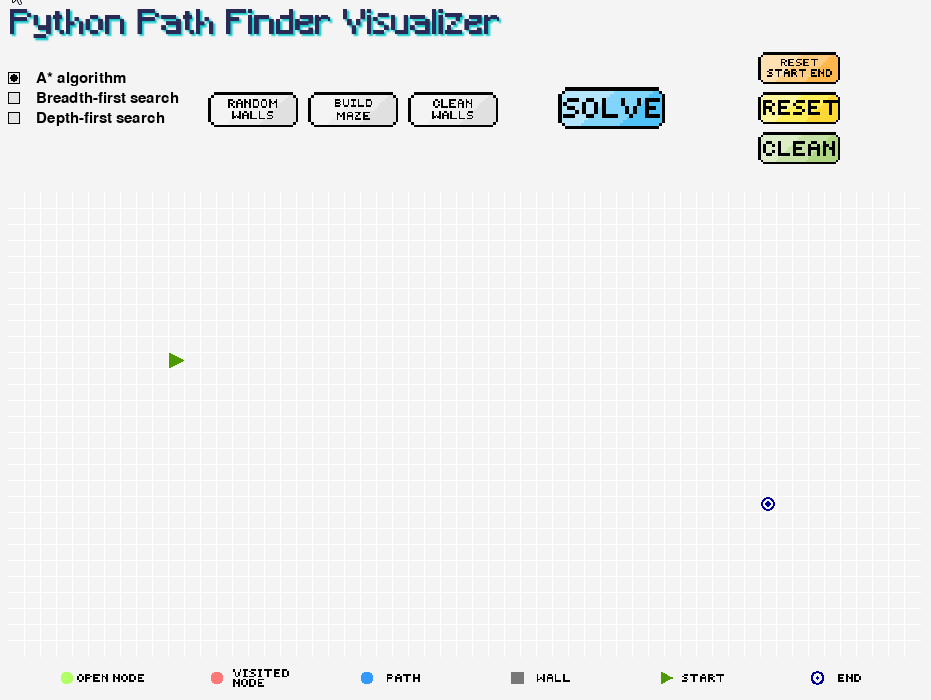 Python Path Finder Visualizer
A* algorithm
Breadth-first search
Depth-first search
RANDOM
WALLS
BUILD
MAZE
CLEAN
WALLS
SOLVE
RESET
START END
RESET
CLEAN
OPEN NODE
VISITED
NODE
PATH
WALL
START
END